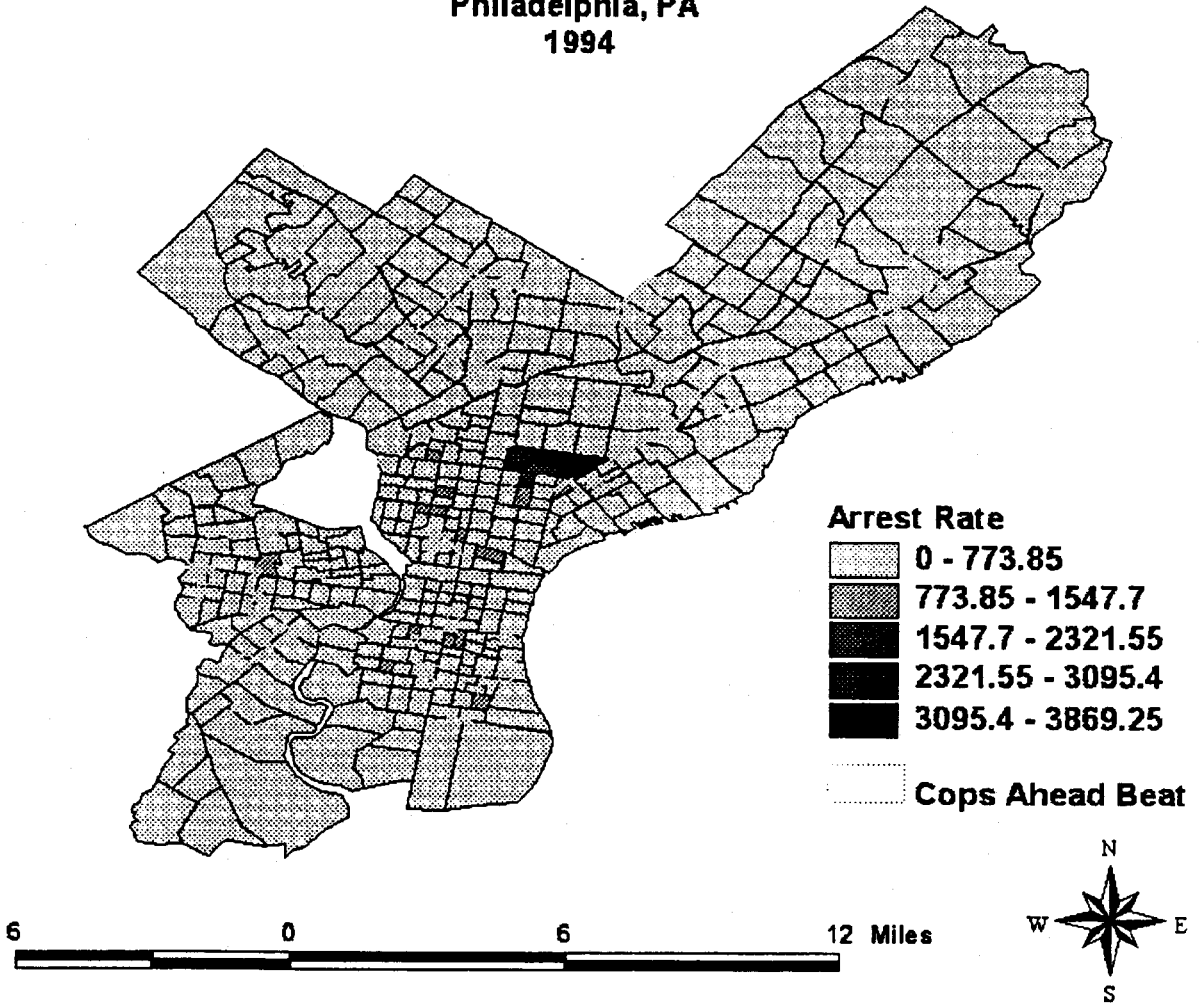 Philadelphia, PA
1994
Arrest Rate
0 - 773.85
773.85 - 1547.7
1547.7 - 2321.55
2321.55 - 3095.4
3095.4 - 3869.25
Cops Ahead Beat
N
W E
S
6 0 6 12 Miles